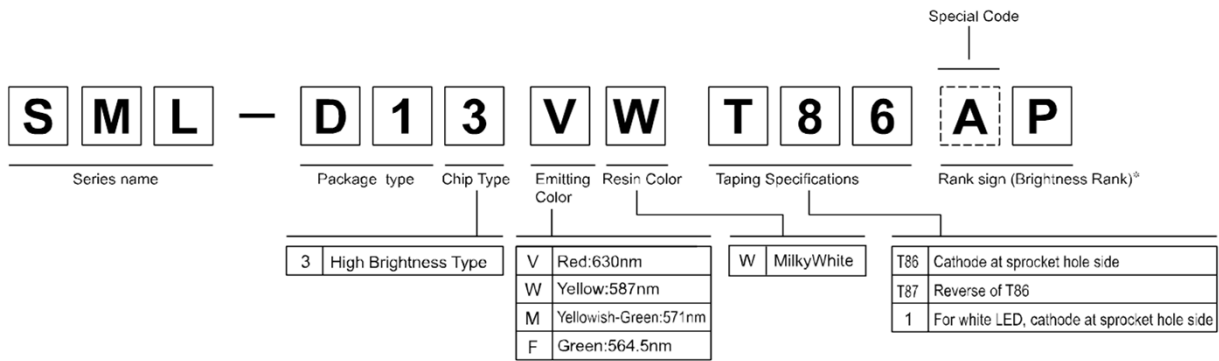 Special Code
S M L - D 1 3 V W T 8 6 A P
Series name Package type Chip Type Emitting Color Resin Color Taping Specifications Rank sign (Brightness Rank)*
3 High Brightness Type
V Red:630nm
W Yellow:587nm
M Yellowish-Green:571nm
F Green:564.5nm
W MilkyWhite
T86 Cathode at sprocket hole side
T87 Reverse of T86
1 For white LED, cathode at sprocket hole side